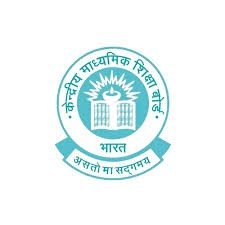 केन्द्रीय माध्यमिक शिक्षा बोर्ड
भारत
असतो मा सद्गमय